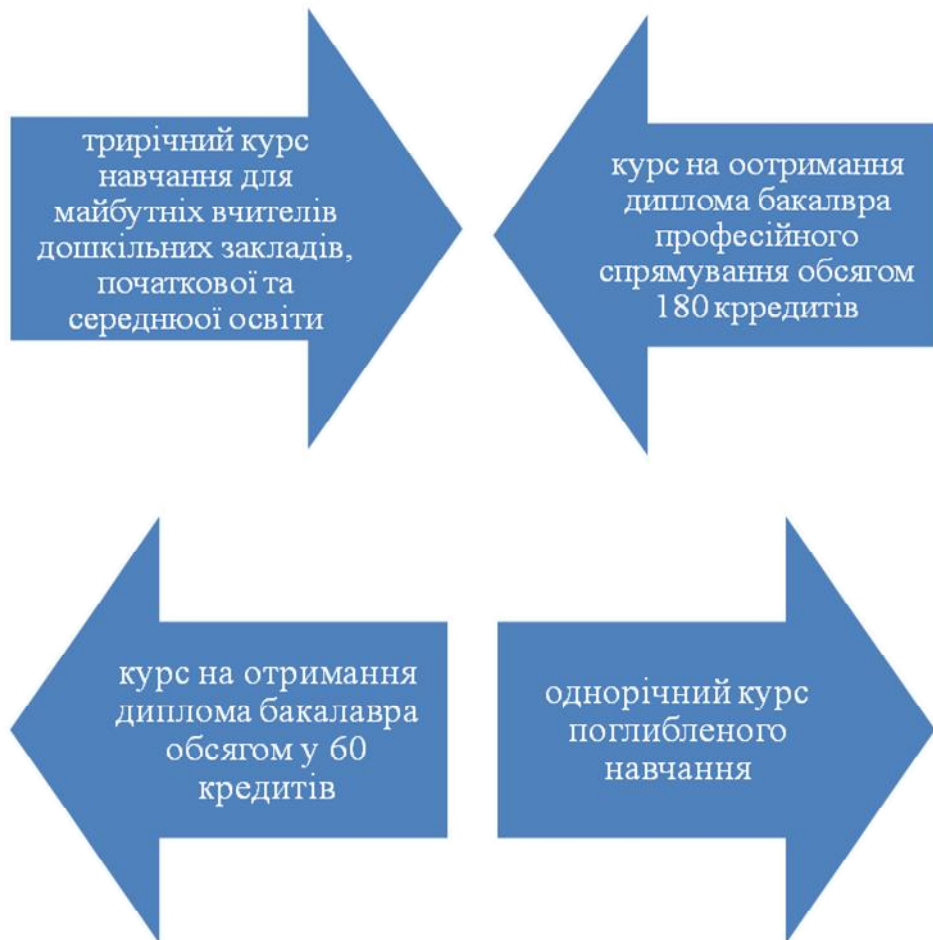 трирічний курс
навчання для
майбутніх вчителів
дошкільних закладів,
початкової та
середнюої освіти
курс на оотримання
диплома бакалвра
професійного
спрямування обсягом
180 крредитів
курс на отримання
диплома бакалавра
обсягом у 60
кредитів
однорічний курс
поглибленого
навчання